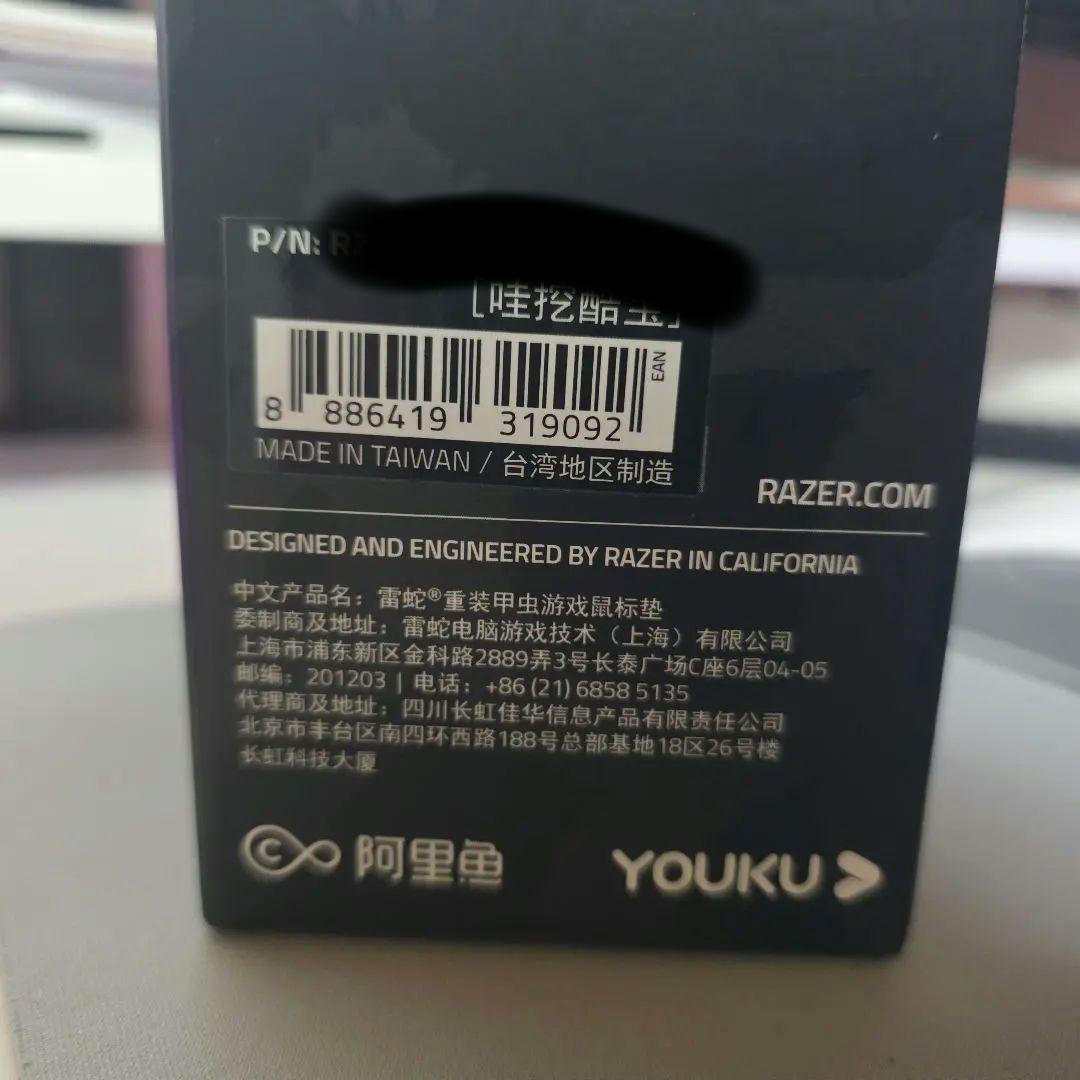 P/N: RZ
[哇挖酷宝]
EAN
8 886419 319092
MADE IN TAIWAN / 台湾地区制造
RAZER.COM
DESIGNED AND ENGINEERED BY RAZER IN CALIFORNIA
中文产品名：雷蛇®重装甲虫游戏鼠标垫
委制商及地址：雷蛇电脑游戏技术（上海）有限公司
上海市浦东新区金科路2889弄3号长泰广场C座6层04-05
邮编：201203 | 电话：+86 (21) 6858 5135
代理商及地址：四川长虹佳华信息产品有限责任公司
北京市丰台区南四环西路188号总部基地18区26号楼
长虹科技大厦
阿里鱼
YOUKU